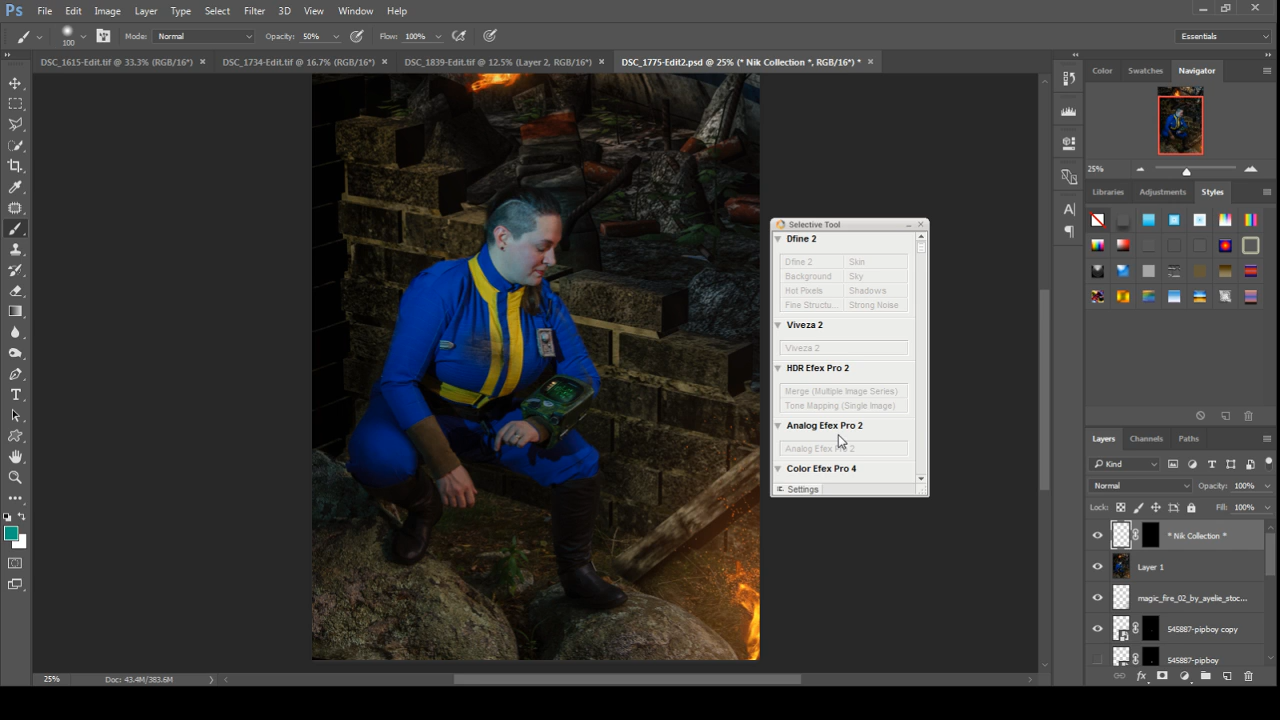 Ps File Edit Image Layer Type Select Filter 3D View Window Help
100 Mode: Normal Opacity: 50% Flow: 100% Essentials
DSC_1615-Edit.tif @ 33.3% (RGB/16*) × DSC_1734-Edit.tif @ 16.7% (RGB/16*) × DSC_1839-Edit.tif @ 12.5% (Layer 2, RGB/16*) × DSC_1775-Edit2.psd @ 25% (* Nik Collection *, RGB/16*) * ×
Color Swatches Navigator
25%
Libraries Adjustments Styles
Selective Tool
Dfine 2
Dfine 2 Skin
Background Sky
Hot Pixels Shadows
Fine Structu... Strong Noise
Viveza 2
Viveza 2
HDR Efex Pro 2
Merge (Multiple Image Series)
Tone Mapping (Single Image)
Analog Efex Pro 2
Analog Efex Pro 2
Color Efex Pro 4
Settings
Layers Channels Paths
Kind
Normal Opacity: 100%
Lock: Fill: 100%
* Nik Collection *
Layer 1
magic_fire_02_by_ayelie_stoc...
545887-pipboy copy
545887-pipboy
25% Doc: 43.4M/383.6M